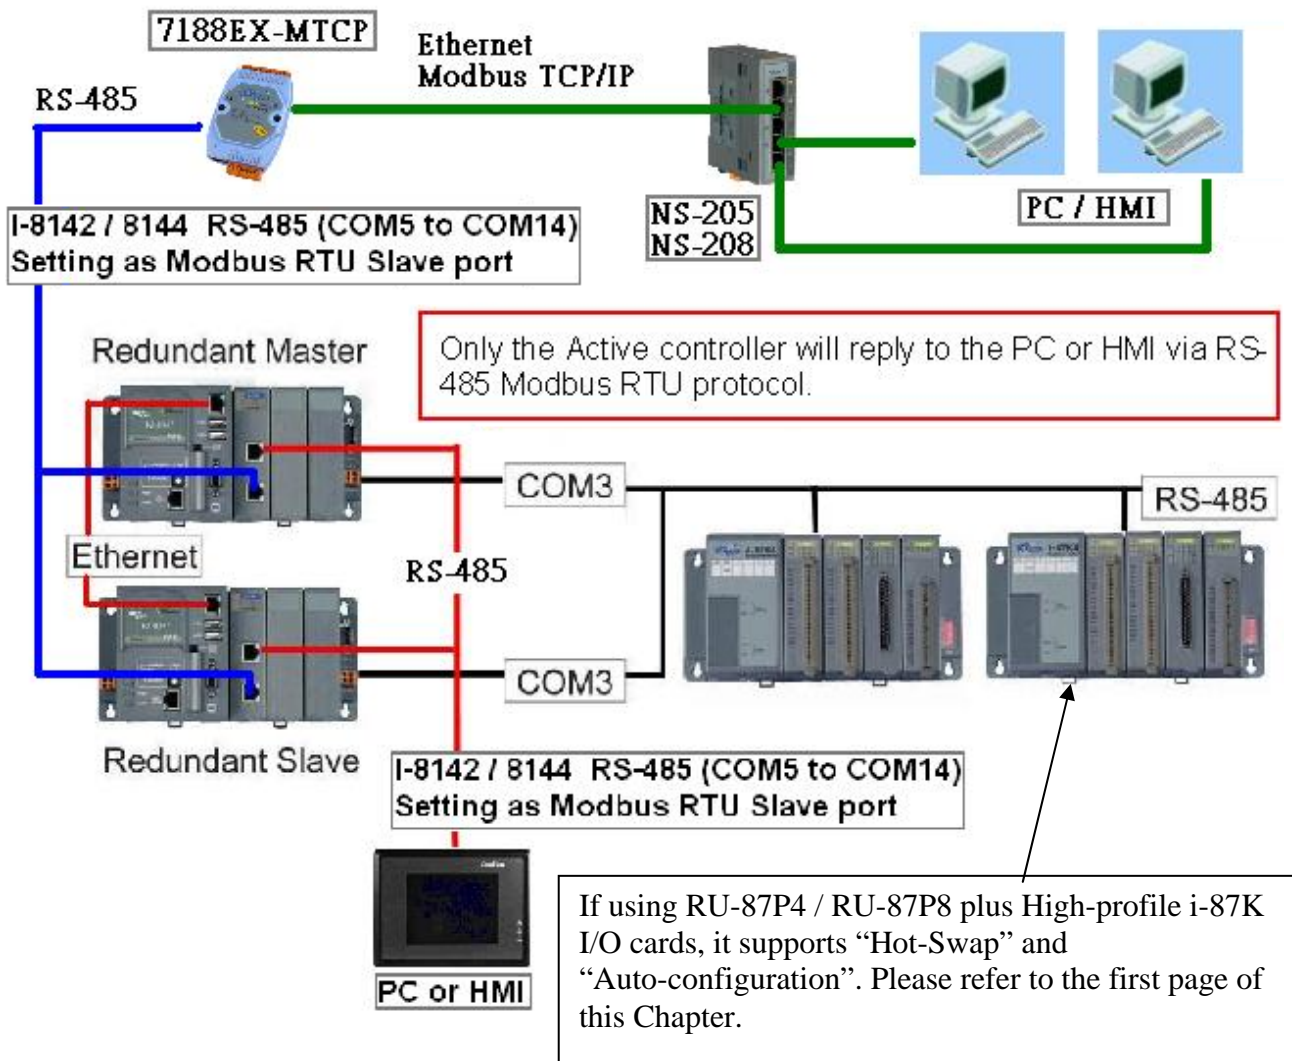 7188EX-MTCP
Ethernet
Modbus TCP/IP
RS-485
NS-205
NS-208
PC / HMI
I-8142 / 8144 RS-485 (COM5 to COM14)
Setting as Modbus RTU Slave port
Redundant Master
Only the Active controller will reply to the PC or HMI via RS-
485 Modbus RTU protocol.
COM3
RS-485
Ethernet
RS-485
COM3
Redundant Slave
I-8142 / 8144 RS-485 (COM5 to COM14)
Setting as Modbus RTU Slave port
PC or HMI
If using RU-87P4 / RU-87P8 plus High-profile i-87K
I/O cards, it supports “Hot-Swap” and
“Auto-configuration”. Please refer to the first page of
this Chapter.